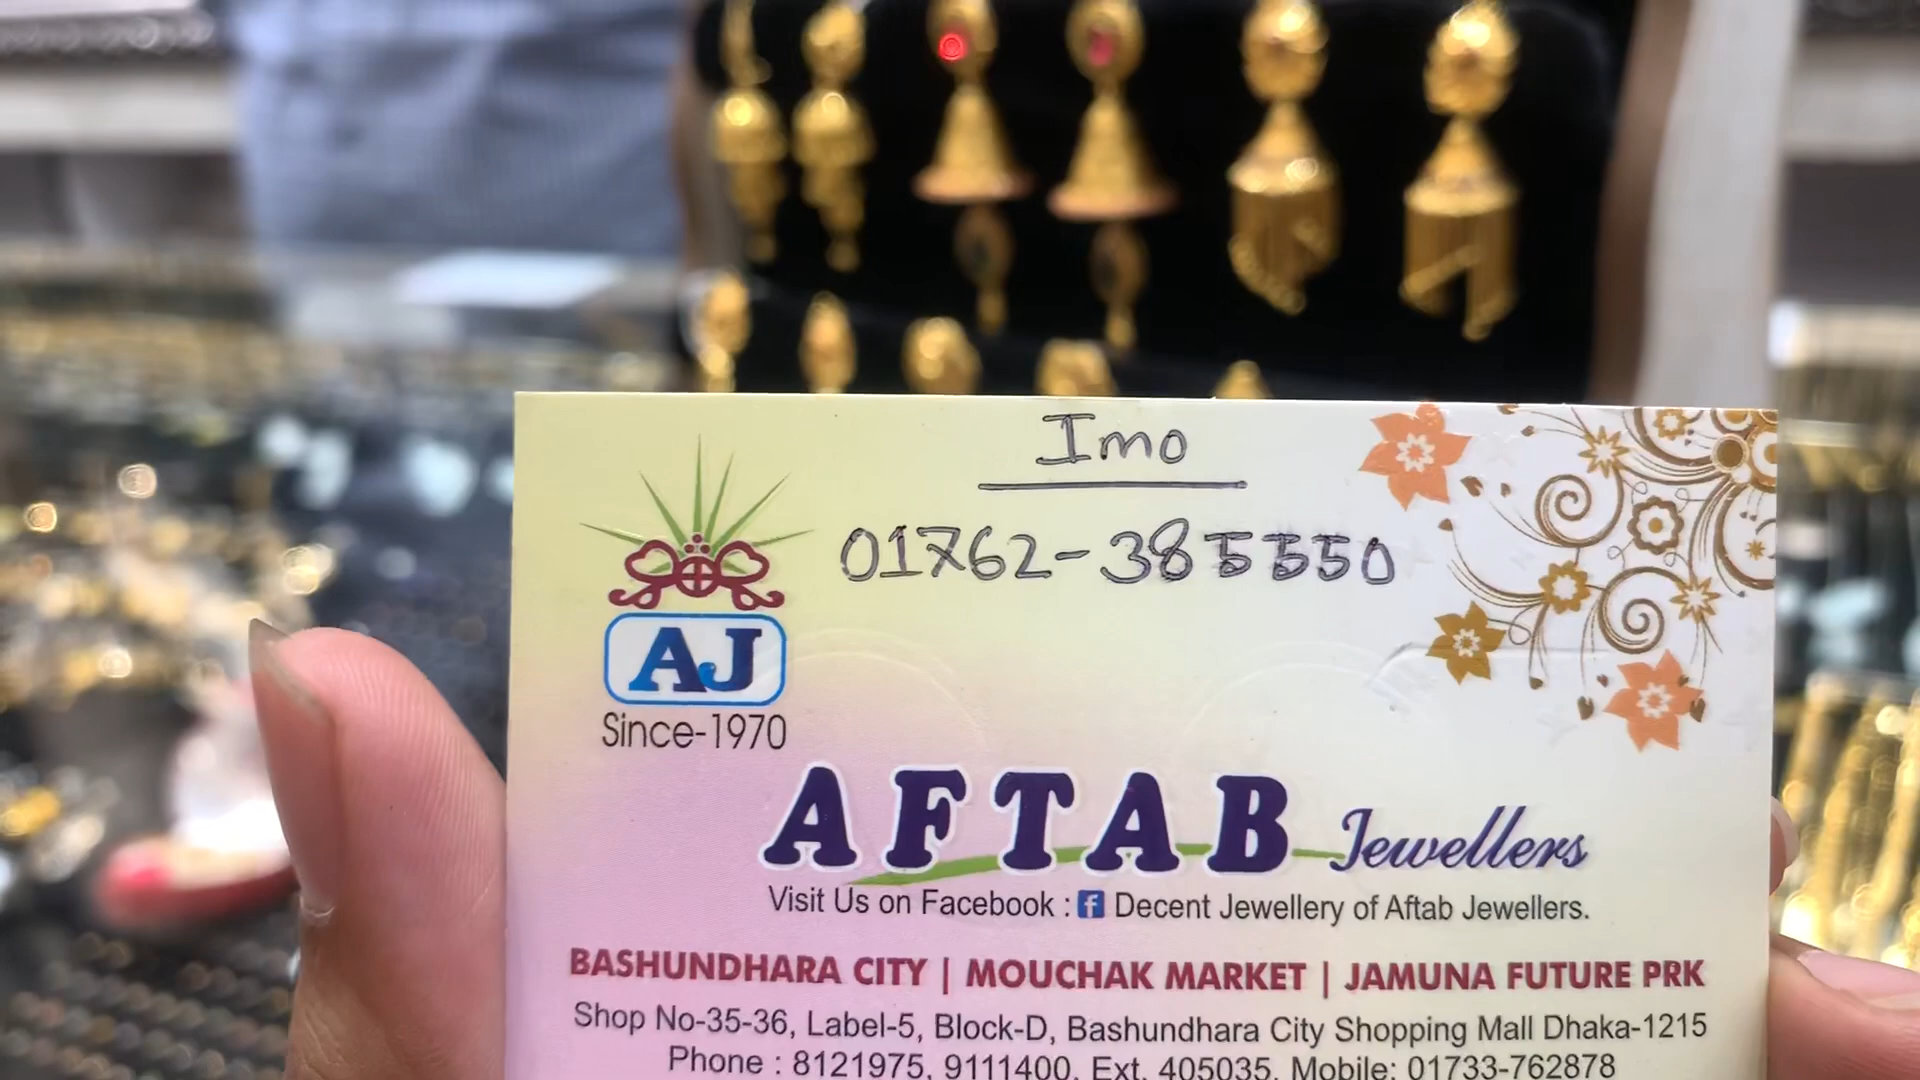 Imo
01762-385550
AJ
Since-1970
AFTAB Jewellers
Visit Us on Facebook : f Decent Jewellery of Aftab Jewellers.
BASHUNDHARA CITY | MOUCHAK MARKET | JAMUNA FUTURE PRK
Shop No-35-36, Label-5, Block-D, Bashundhara City Shopping Mall Dhaka-1215
Phone : 8121975, 9111400, Ext. 405035, Mobile: 01733-762878